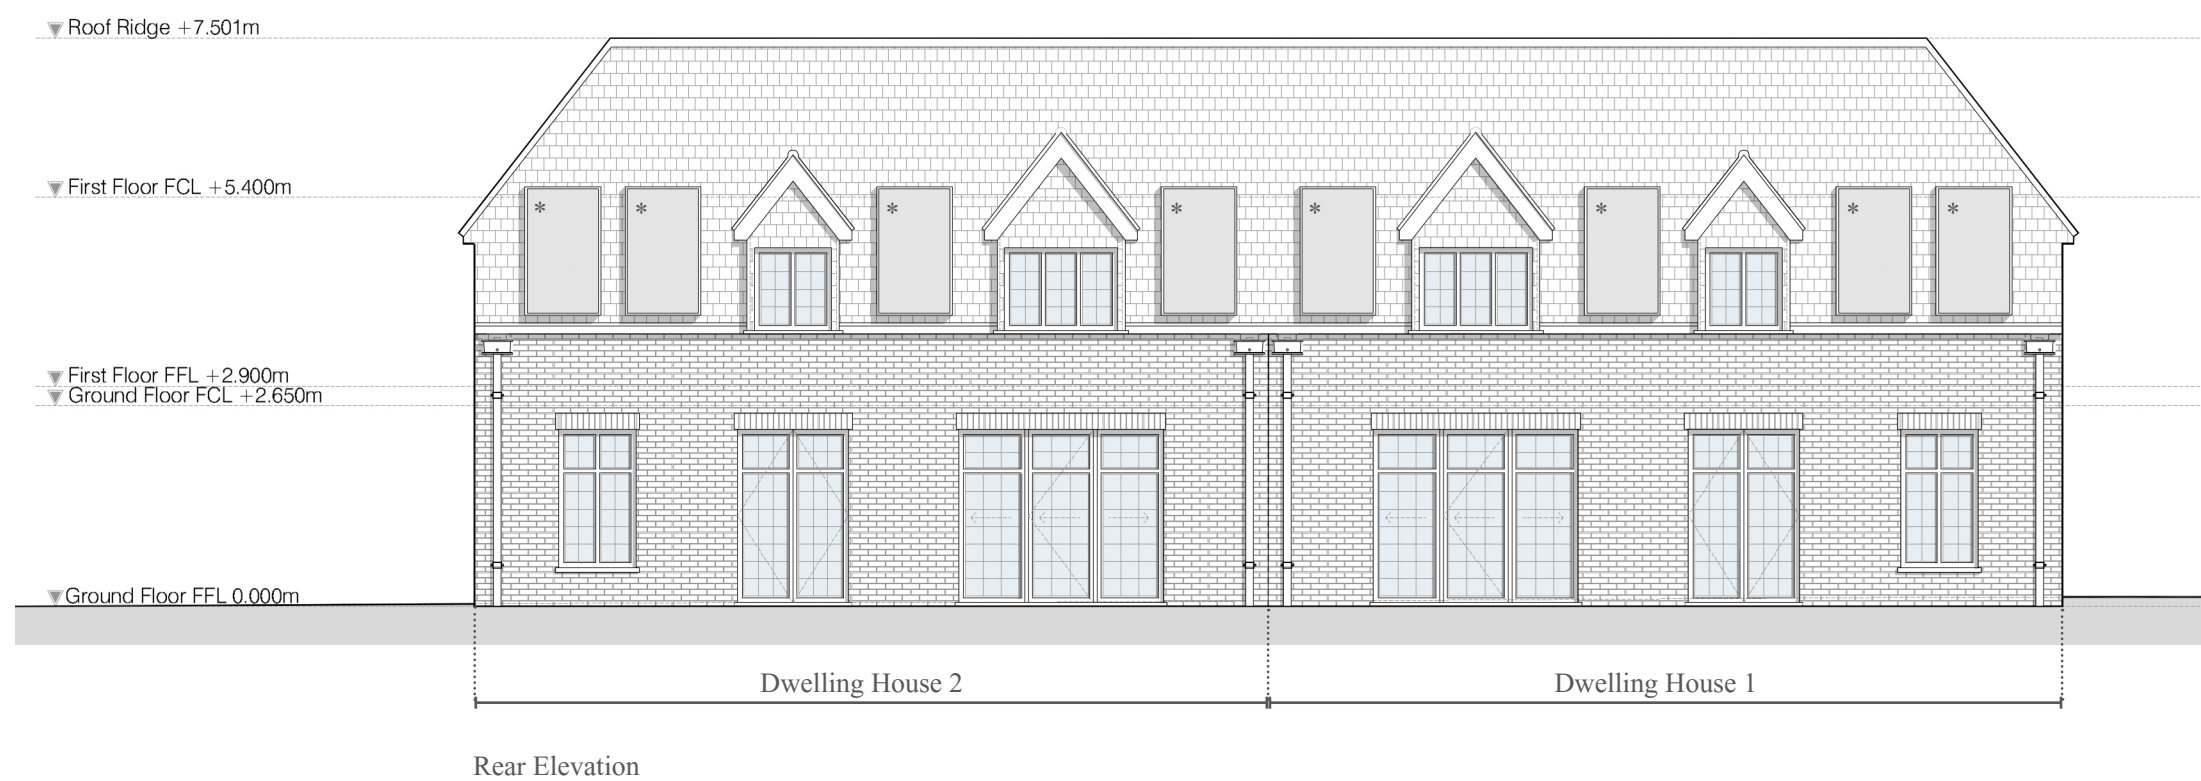 Roof Ridge +7.501m
First Floor FCL +5.400m
* * * * * * * *
First Floor FFL +2.900m
Ground Floor FCL +2.650m
Ground Floor FFL 0.000m
Dwelling House 2
Dwelling House 1
Rear Elevation